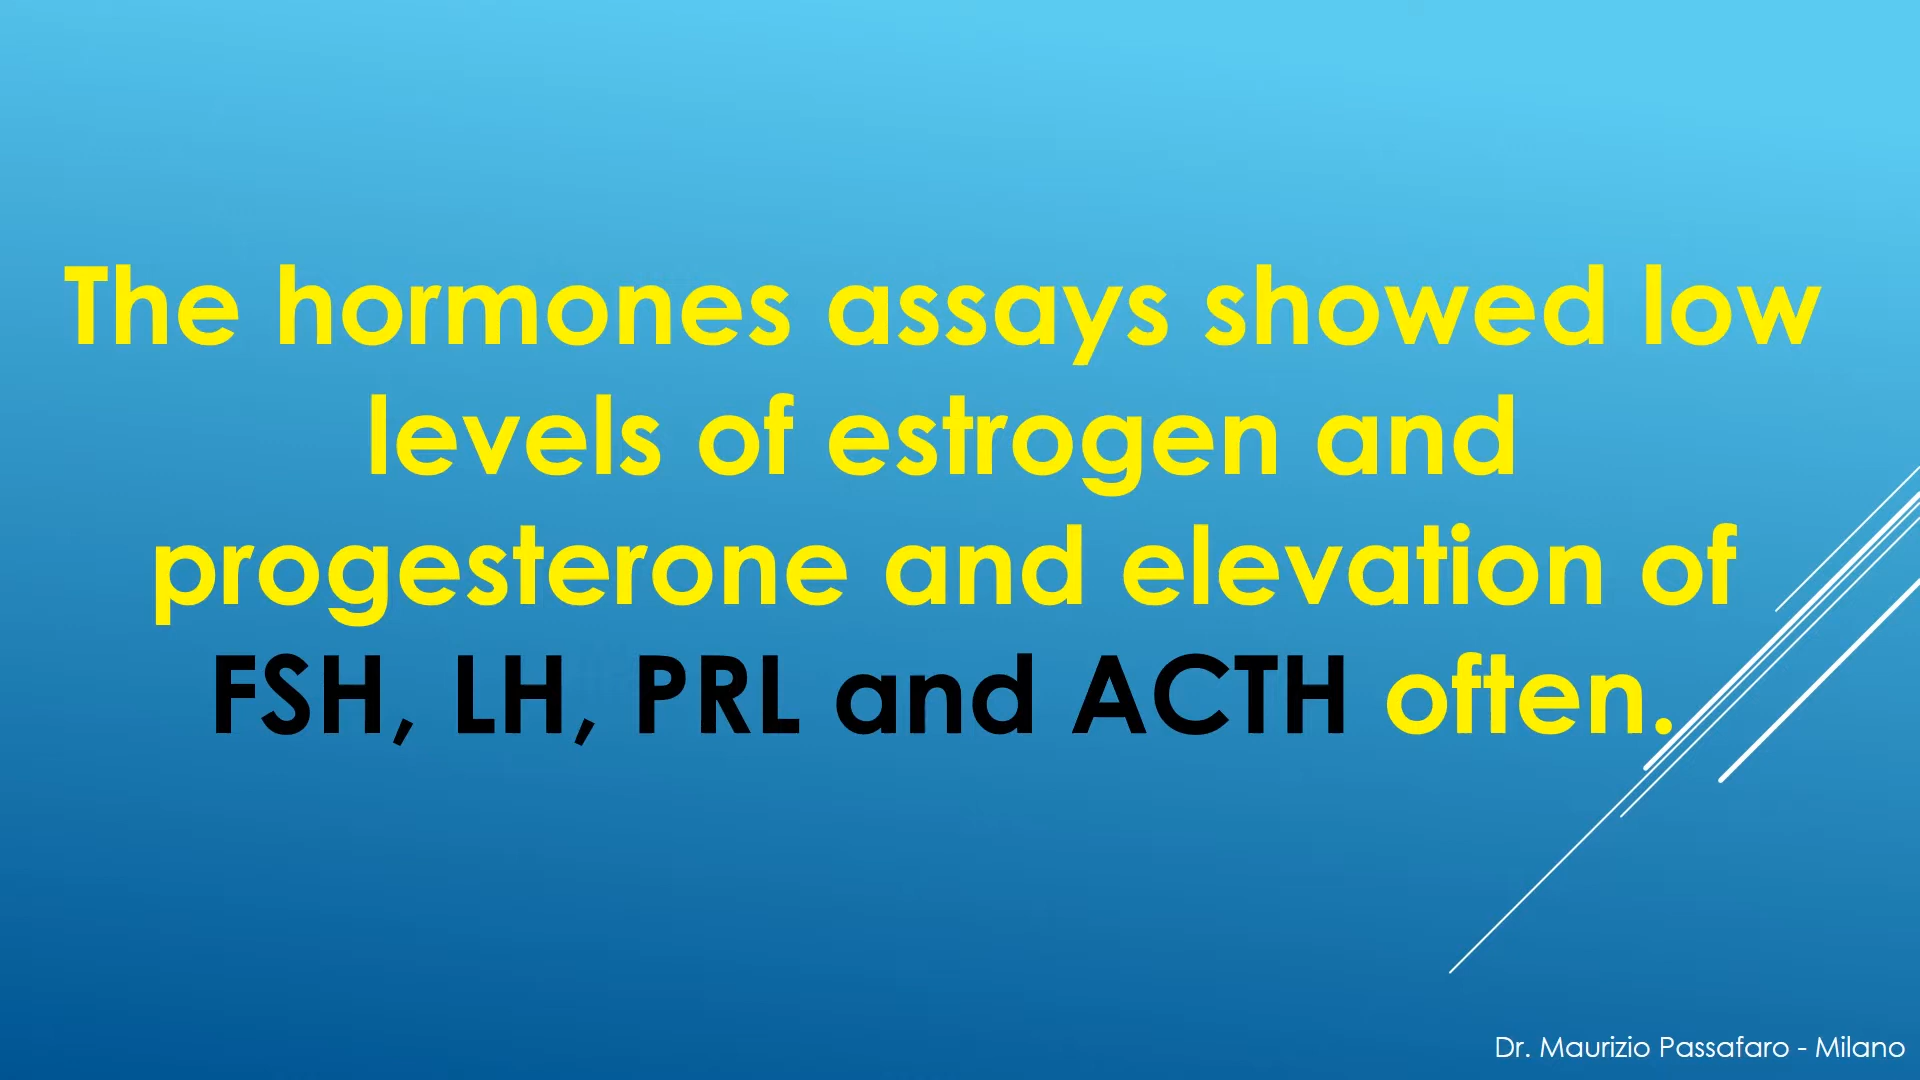 The hormones assays showed low
levels of estrogen and
progesterone and elevation of
FSH, LH, PRL and ACTH often.
Dr. Maurizio Passafaro - Milano